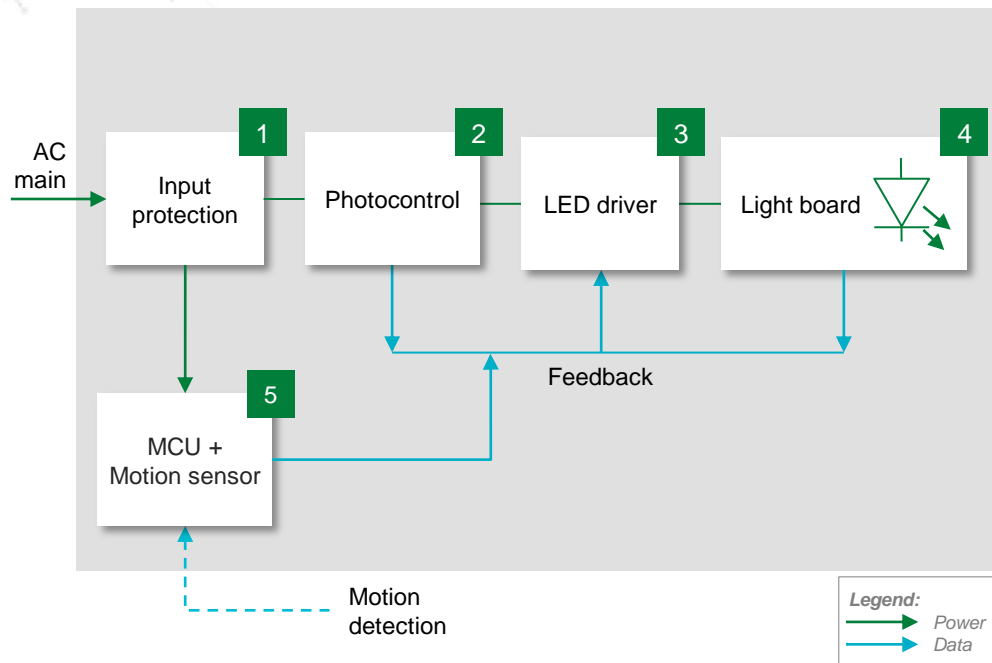 1
2
3
4
AC
main
Input
protection
Photocontrol
LED driver
Light board
Feedback
5
MCU +
Motion sensor
Motion
detection
Legend:
Power
Data